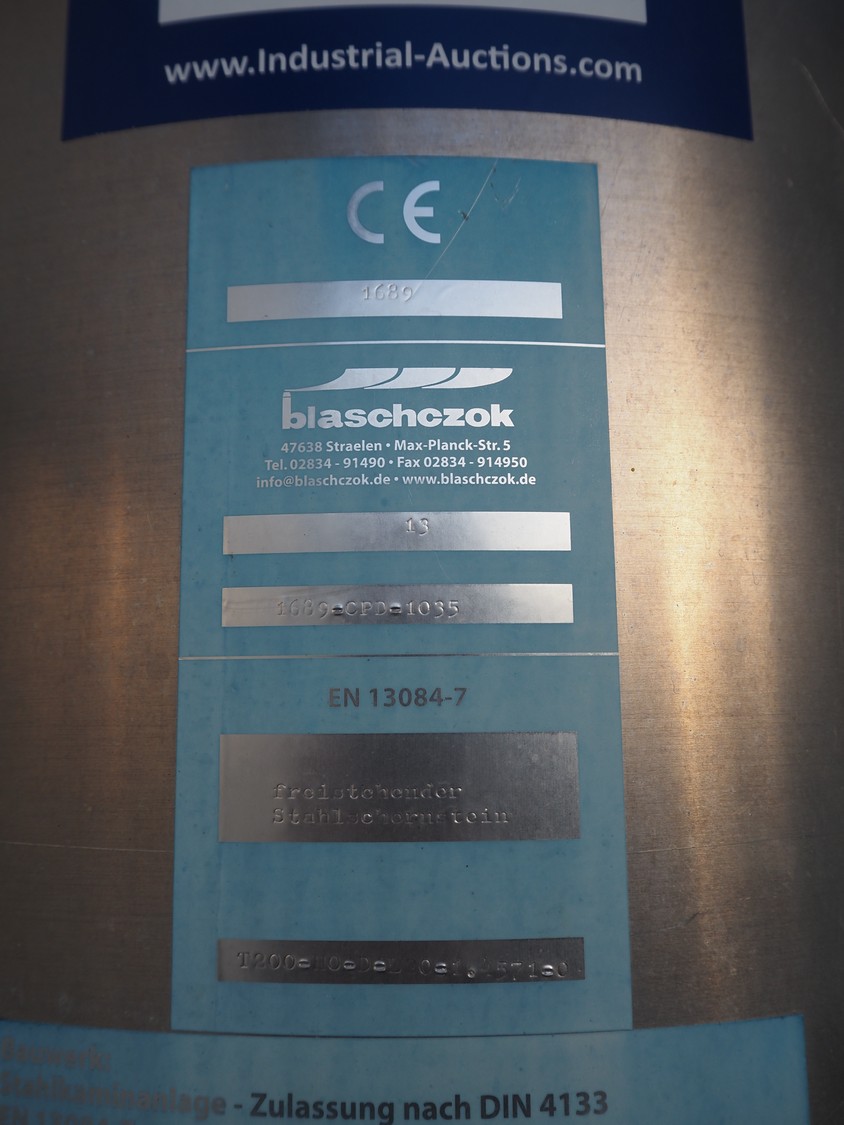 www.Industrial-Auctions.com
CE
1689
blaschczok
47638 Straelen • Max-Planck-Str. 5
Tel. 02834 - 91490 • Fax 02834 - 914950
info@blaschczok.de • www.blaschczok.de
13
1689-CPD-1035
EN 13084-7
freistehender
Stahlschornstein
Bauwerk:
Stahlkaminanlage - Zulassung nach DIN 4133